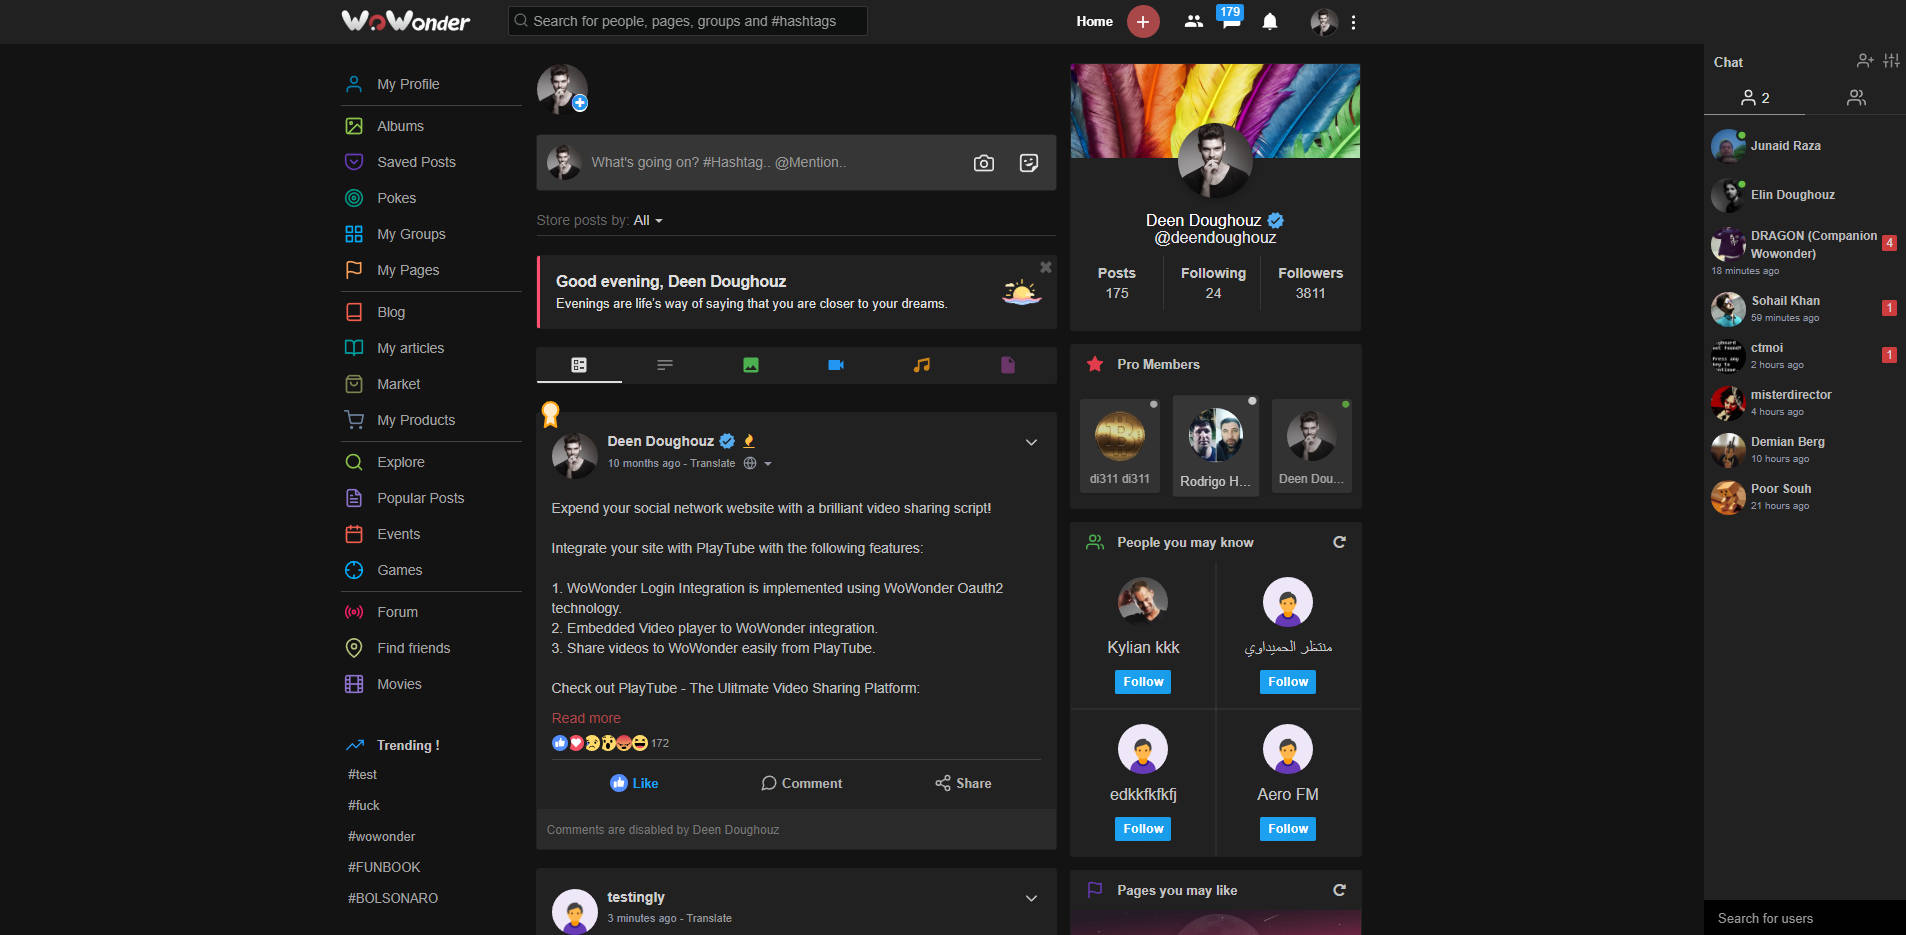 WoWonder
Search for people, pages, groups and #hashtags
Home
179
My Profile
Albums
Saved Posts
Pokes
My Groups
My Pages
Blog
My articles
Market
My Products
Explore
Popular Posts
Events
Games
Forum
Find friends
Movies
Trending !
#test
#fuck
#wowonder
#FUNBOOK
#BOLSONARO
What's going on? #Hashtag.. @Mention..
Store posts by: All
Good evening, Deen Doughouz
Evenings are life's way of saying that you are closer to your dreams.
Deen Doughouz
10 months ago - Translate
Expend your social network website with a brilliant video sharing script!
Integrate your site with PlayTube with the following features:
1. WoWonder Login Integration is implemented using WoWonder Oauth2
technology.
2. Embedded Video player to WoWonder integration.
3. Share videos to WoWonder easily from PlayTube.
Check out PlayTube - The Ulitmate Video Sharing Platform:
Read more
172
Like
Comment
Share
Comments are disabled by Deen Doughouz
testingly
3 minutes ago - Translate
Deen Doughouz
@deendoughouz
Posts
175
Following
24
Followers
3811
Pro Members
di311 di311
Rodrigo H...
Deen Dou...
People you may know
Kylian kkk
Follow
منتظر الحميداوي
Follow
edkkfkfkfj
Follow
Aero FM
Follow
Pages you may like
Chat
2
Junaid Raza
Elin Doughouz
DRAGON (Companion
Wowonder)
4
18 minutes ago
Sohail Khan
59 minutes ago
1
ctmoi
2 hours ago
1
misterdirector
4 hours ago
Demian Berg
10 hours ago
Poor Souh
21 hours ago
Search for users